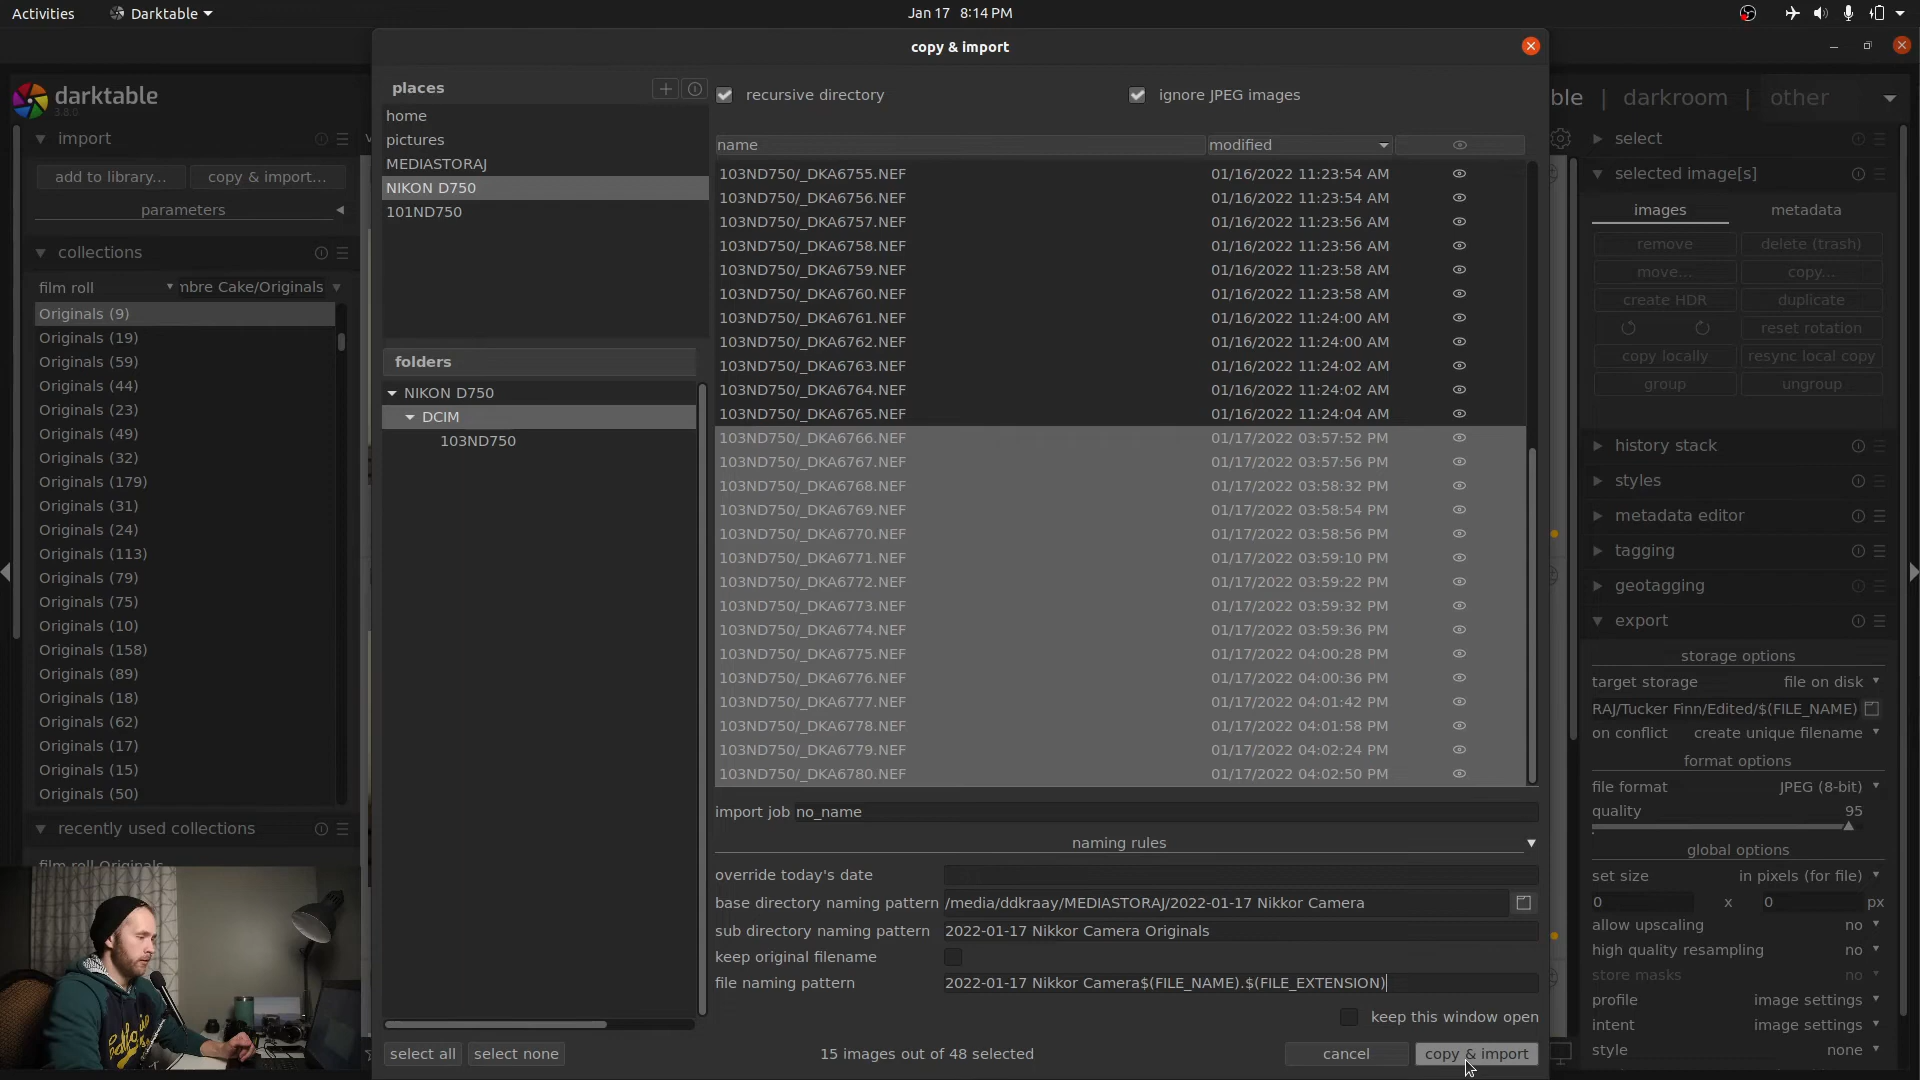 Activities
Darktable
Jan 17 8:14 PM
copy & import
darktable
3.8.0
ble | darkroom | other
import
add to library...
copy & import...
parameters
collections
film roll
nbre Cake/Originals
Originals (9)
Originals (19)
Originals (59)
Originals (44)
Originals (23)
Originals (49)
Originals (32)
Originals (179)
Originals (31)
Originals (24)
Originals (113)
Originals (79)
Originals (75)
Originals (10)
Originals (158)
Originals (89)
Originals (18)
Originals (62)
Originals (17)
Originals (15)
Originals (50)
recently used collections
film roll Originals
places
home
pictures
MEDIASTORAJ
NIKON D750
101ND750
folders
NIKON D750
DCIM
103ND750
select all
select none
recursive directory
ignore JPEG images
name modified
103ND750/_DKA6755.NEF 01/16/2022 11:23:54 AM
103ND750/_DKA6756.NEF 01/16/2022 11:23:54 AM
103ND750/_DKA6757.NEF 01/16/2022 11:23:56 AM
103ND750/_DKA6758.NEF 01/16/2022 11:23:56 AM
103ND750/_DKA6759.NEF 01/16/2022 11:23:58 AM
103ND750/_DKA6760.NEF 01/16/2022 11:23:58 AM
103ND750/_DKA6761.NEF 01/16/2022 11:24:00 AM
103ND750/_DKA6762.NEF 01/16/2022 11:24:00 AM
103ND750/_DKA6763.NEF 01/16/2022 11:24:02 AM
103ND750/_DKA6764.NEF 01/16/2022 11:24:02 AM
103ND750/_DKA6765.NEF 01/16/2022 11:24:04 AM
103ND750/_DKA6766.NEF 01/17/2022 03:57:52 PM
103ND750/_DKA6767.NEF 01/17/2022 03:57:56 PM
103ND750/_DKA6768.NEF 01/17/2022 03:58:32 PM
103ND750/_DKA6769.NEF 01/17/2022 03:58:54 PM
103ND750/_DKA6770.NEF 01/17/2022 03:58:56 PM
103ND750/_DKA6771.NEF 01/17/2022 03:59:10 PM
103ND750/_DKA6772.NEF 01/17/2022 03:59:22 PM
103ND750/_DKA6773.NEF 01/17/2022 03:59:32 PM
103ND750/_DKA6774.NEF 01/17/2022 03:59:36 PM
103ND750/_DKA6775.NEF 01/17/2022 04:00:28 PM
103ND750/_DKA6776.NEF 01/17/2022 04:00:36 PM
103ND750/_DKA6777.NEF 01/17/2022 04:01:42 PM
103ND750/_DKA6778.NEF 01/17/2022 04:01:58 PM
103ND750/_DKA6779.NEF 01/17/2022 04:02:24 PM
103ND750/_DKA6780.NEF 01/17/2022 04:02:50 PM
import job no_name
naming rules
override today's date
base directory naming pattern /media/ddkraay/MEDIASTORAJ/2022-01-17 Nikkor Camera
sub directory naming pattern 2022-01-17 Nikkor Camera Originals
keep original filename
file naming pattern 2022-01-17 Nikkor Camera$(FILE_NAME).$(FILE_EXTENSION)
keep this window open
15 images out of 48 selected
cancel
copy & import
select
selected image[s]
images metadata
remove delete (trash)
move... copy...
create HDR duplicate
reset rotation
copy locally resync local copy
group ungroup
history stack
styles
metadata editor
tagging
geotagging
export
storage options
target storage file on disk
RAJ/Tucker Finn/Edited/$(FILE_NAME)
on conflict create unique filename
format options
file format JPEG (8-bit)
quality 95
global options
set size in pixels (for file)
0 x 0 px
allow upscaling no
high quality resampling no
store masks no
profile image settings
intent image settings
style none